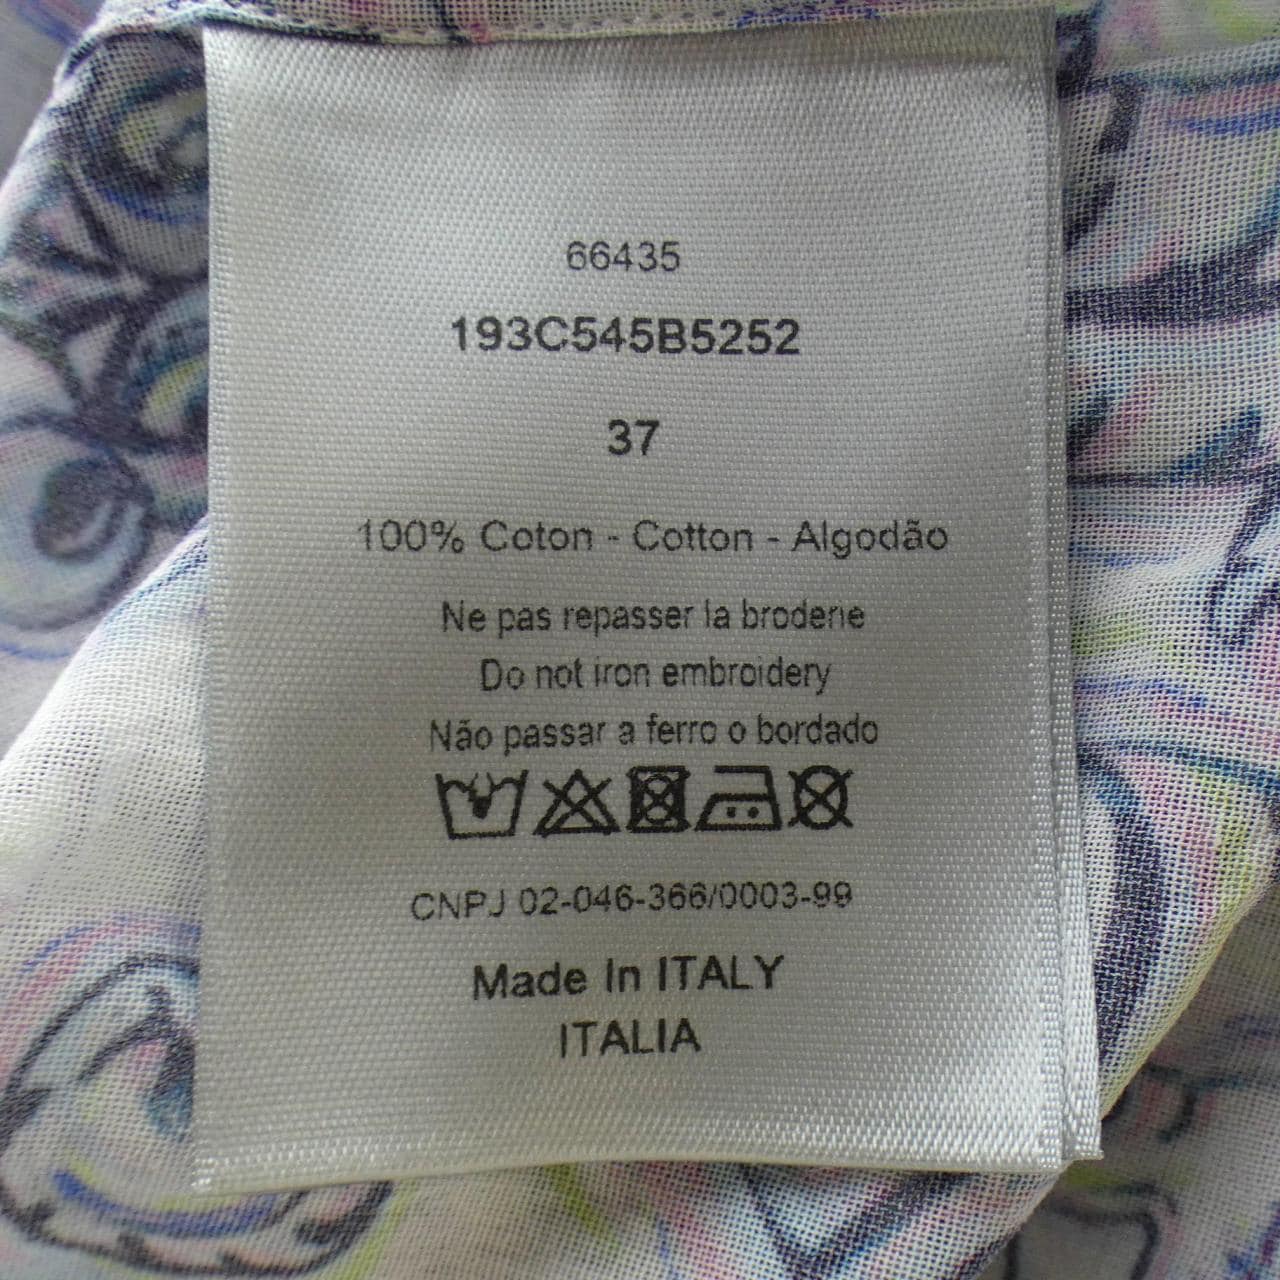 66435
193C545B5252
37
100% Coton - Cotton - Algodão
Ne pas repasser la broderie
Do not iron embroidery
Não passar a ferro o bordado
CNPJ 02-046-366/0003-99
Made In ITALY
ITALIA